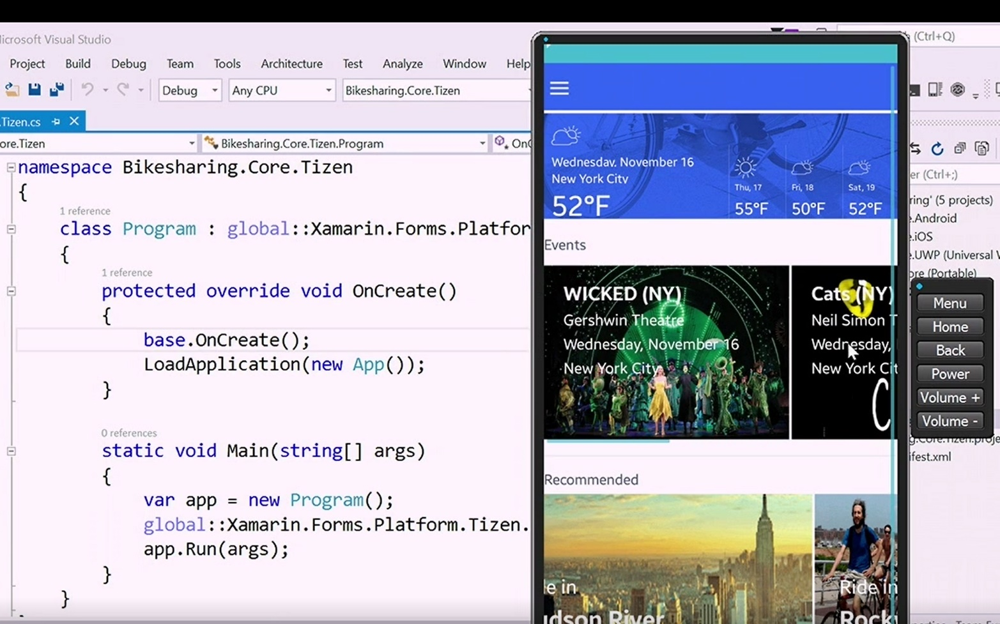 Microsoft Visual Studio
(Ctrl+Q)
Project Build Debug Team Tools Architecture Test Analyze Window Help
Debug Any CPU Bikesharing.Core.Tizen
Tizen.cs
ore.Tizen Bikesharing.Core.Tizen.Program OnC
namespace Bikesharing.Core.Tizen
{
1 reference
class Program : global::Xamarin.Forms.Platfor
{
1 reference
protected override void OnCreate()
{
base.OnCreate();
LoadApplication(new App());
}
0 references
static void Main(string[] args)
{
var app = new Program();
global::Xamarin.Forms.Platform.Tizen.
app.Run(args);
}
}
Wednesday, November 16
New York City
52°F
Thu, 17
55°F
Fri, 18
50°F
Sat, 19
52°F
Events
WICKED (NY)
Gershwin Theatre
Wednesday, November 16
New York City
Cats (NY)
Neil Simon T
Wednesday,
New York Cit
C
Recommended
e in
udson River
Ride in
Rocky
er (Ctrl+;)
ring' (5 projects)
.Android
.iOS
.UWP (Universal W
ore (Portable)
Menu
Home
Back
Power
Volume +
Volume -
g.Core.Tizen.proje
ifest.xml